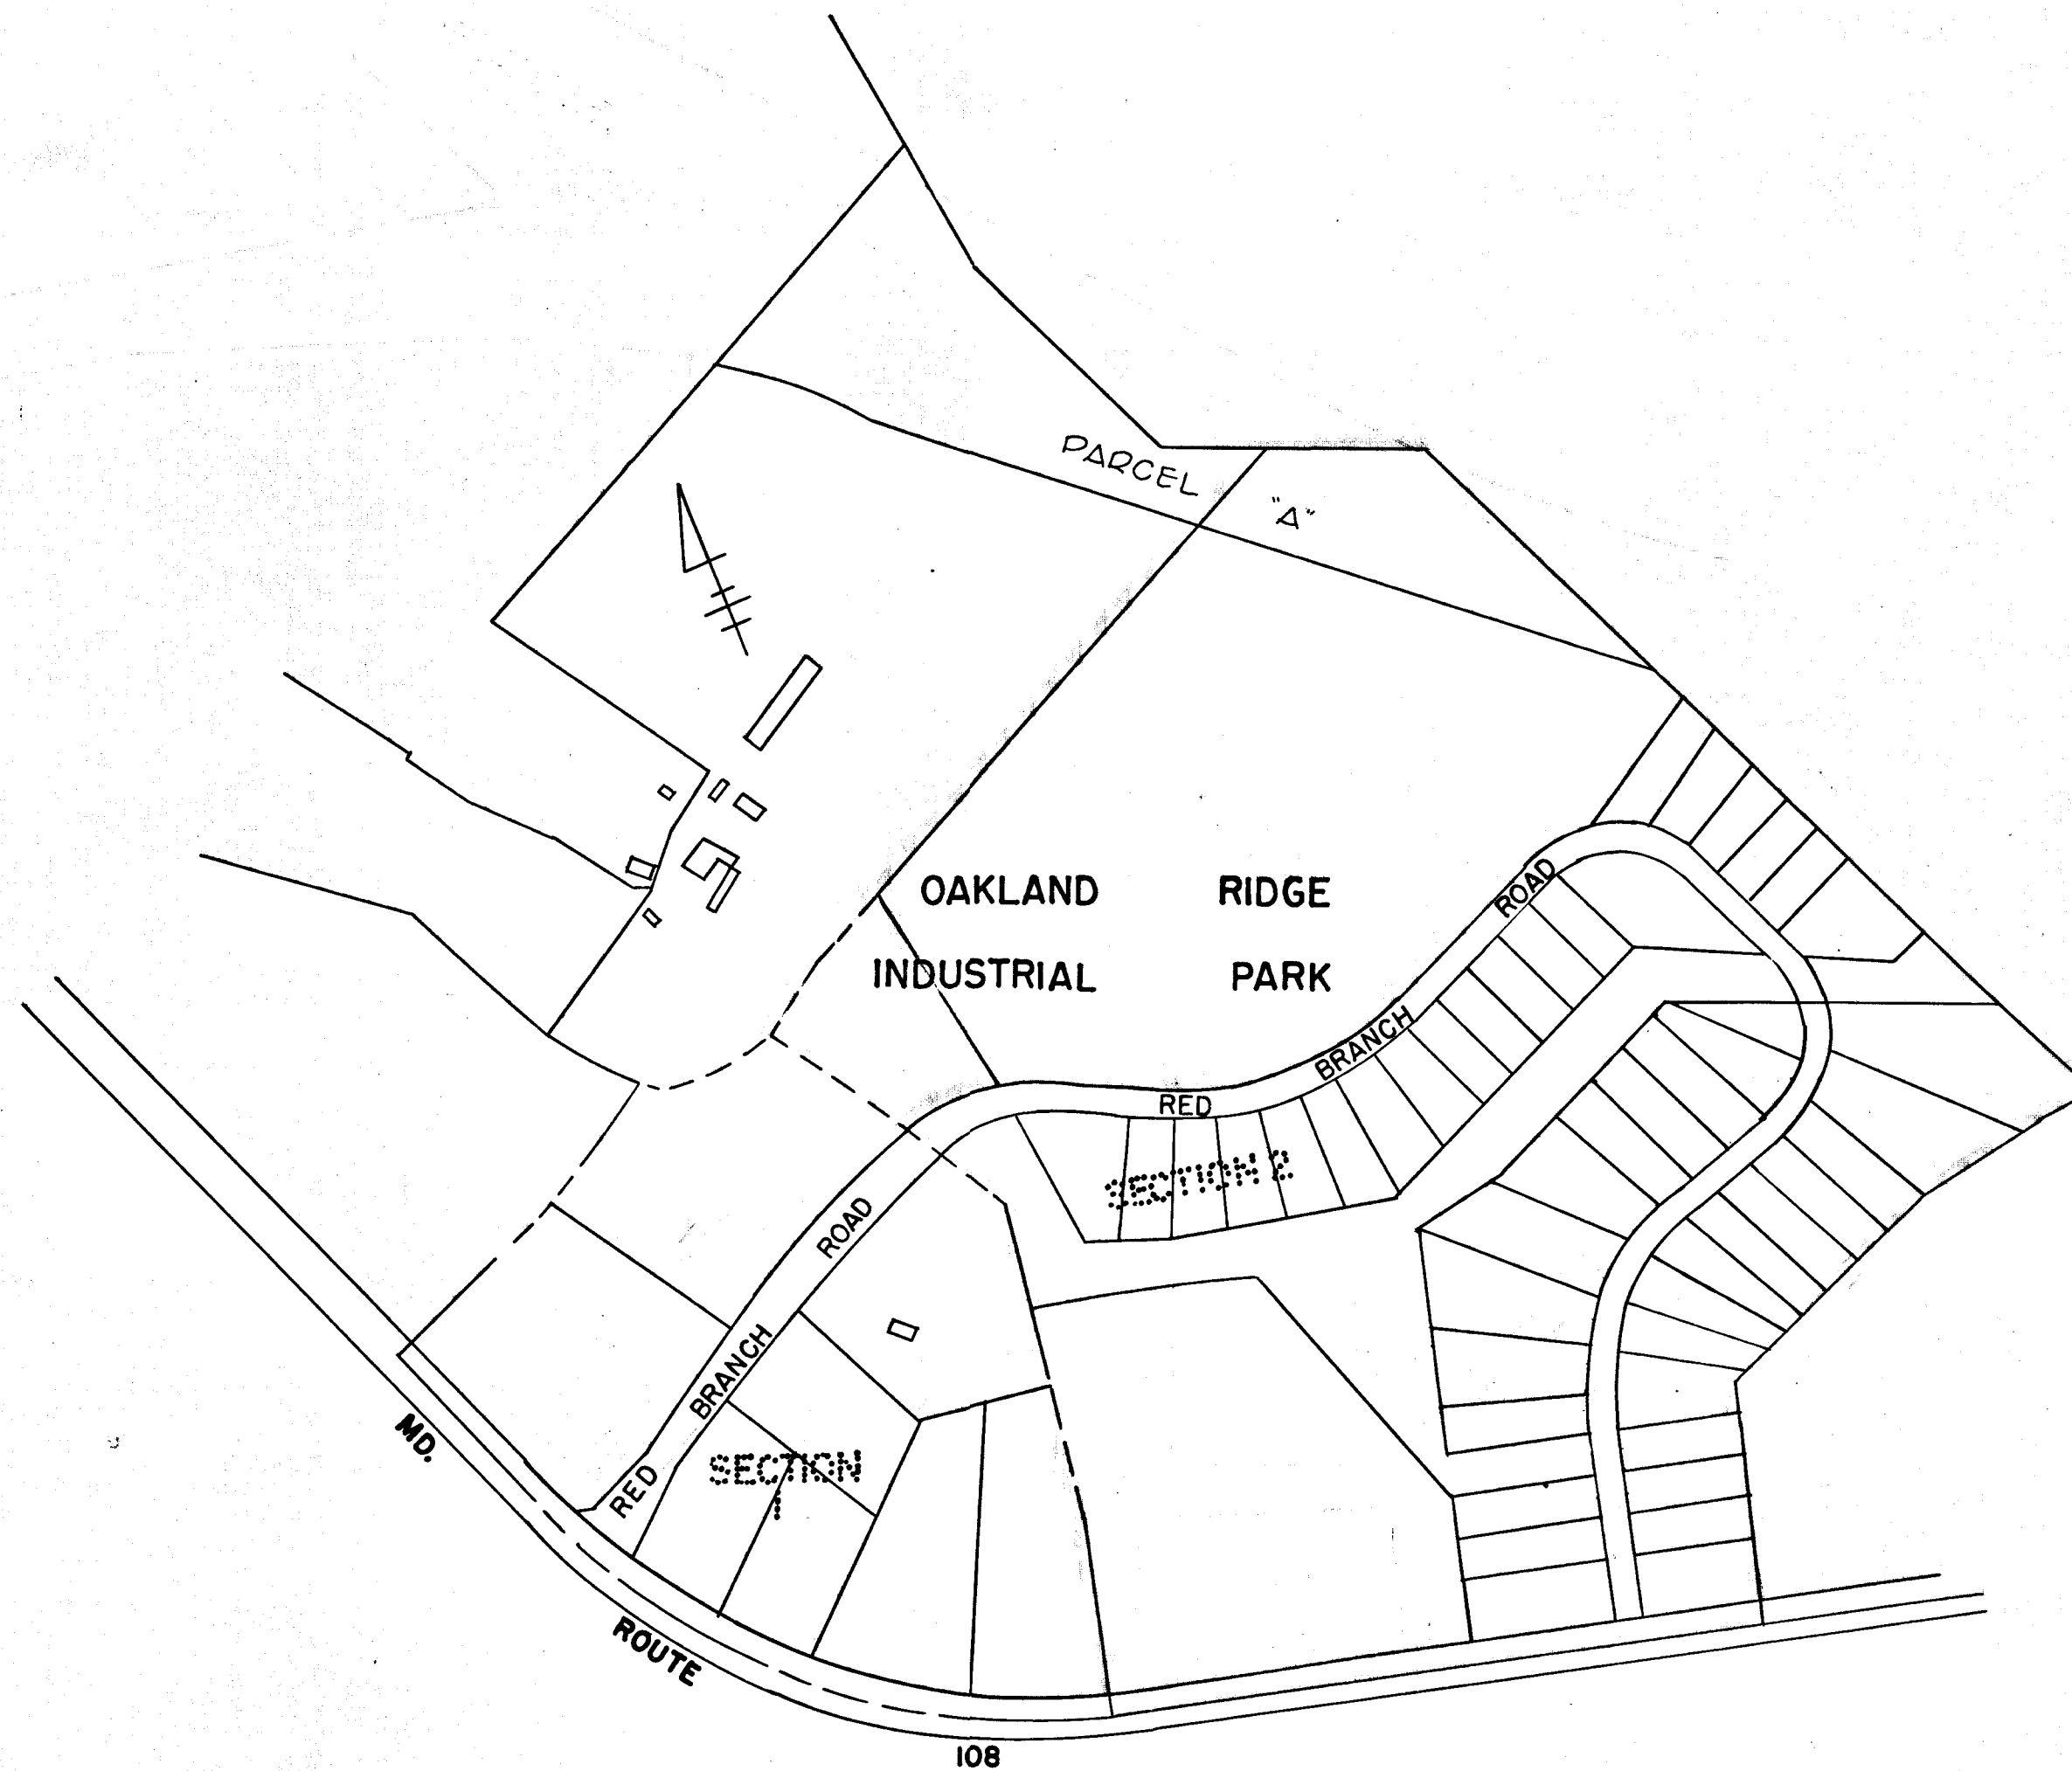 PARCEL "A"
OAKLAND RIDGE
INDUSTRIAL PARK
ROAD
BRANCH
RED
SECTION 2
ROAD
BRANCH
RED
SECTION
1
MD.
ROUTE
108